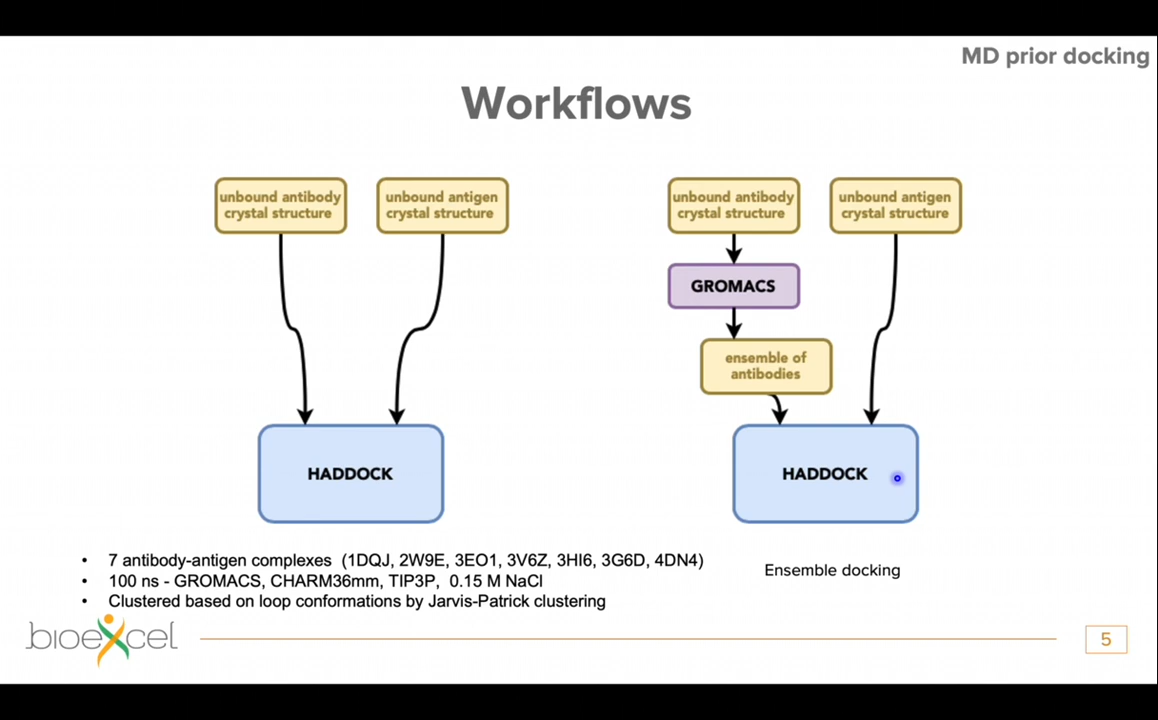 MD prior docking
Workflows
unbound antibody
crystal structure
unbound antigen
crystal structure
HADDOCK
unbound antibody
crystal structure
unbound antigen
crystal structure
GROMACS
ensemble of
antibodies
HADDOCK
• 7 antibody-antigen complexes (1DQJ, 2W9E, 3EO1, 3V6Z, 3HI6, 3G6D, 4DN4)
• 100 ns - GROMACS, CHARM36mm, TIP3P, 0.15 M NaCl
• Clustered based on loop conformations by Jarvis-Patrick clustering
Ensemble docking
bioexcel
5